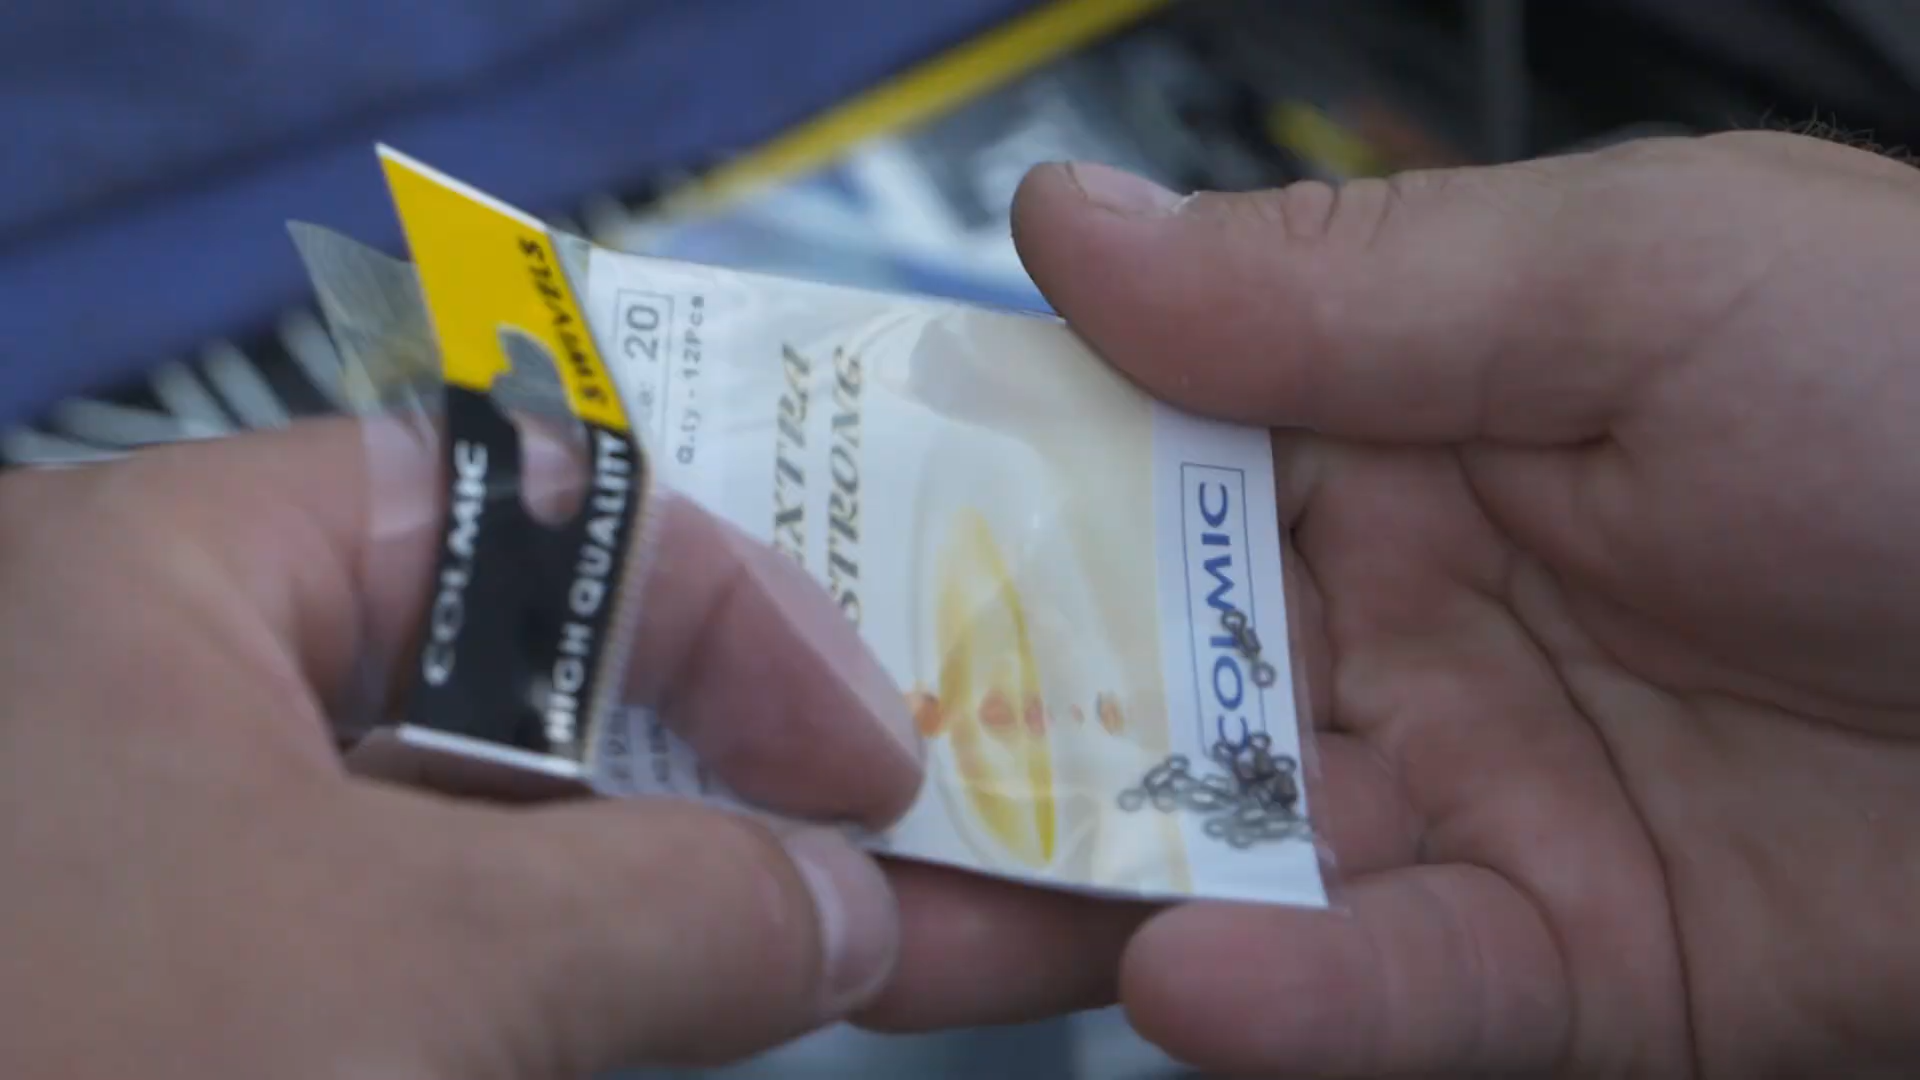 SWIVELS
COLMIC
HIGH QUALITY
20
Q.ty - 12Pcs
EXTRA
STRONG
COLMIC